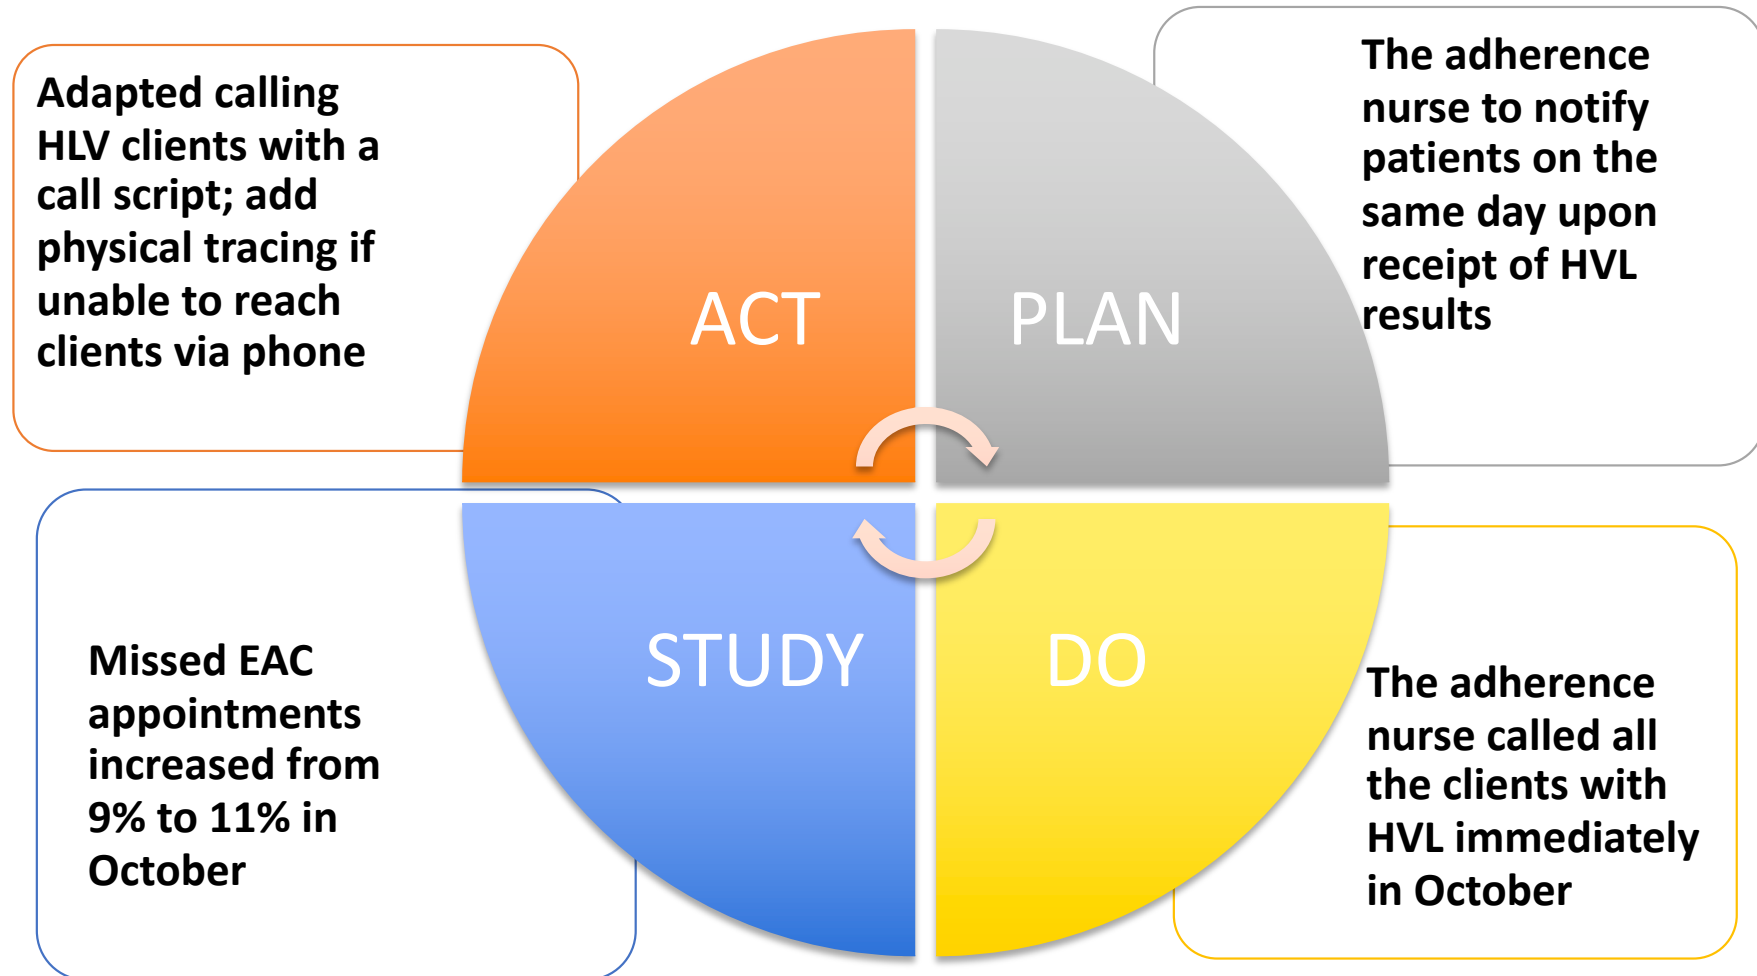 Adapted calling
HLV clients with a
call script; add
physical tracing if
unable to reach
clients via phone
ACT
PLAN
The adherence
nurse to notify
patients on the
same day upon
receipt of HVL
results
Missed EAC
appointments
increased from
9% to 11% in
October
STUDY
DO
The adherence
nurse called all
the clients with
HVL immediately
in October